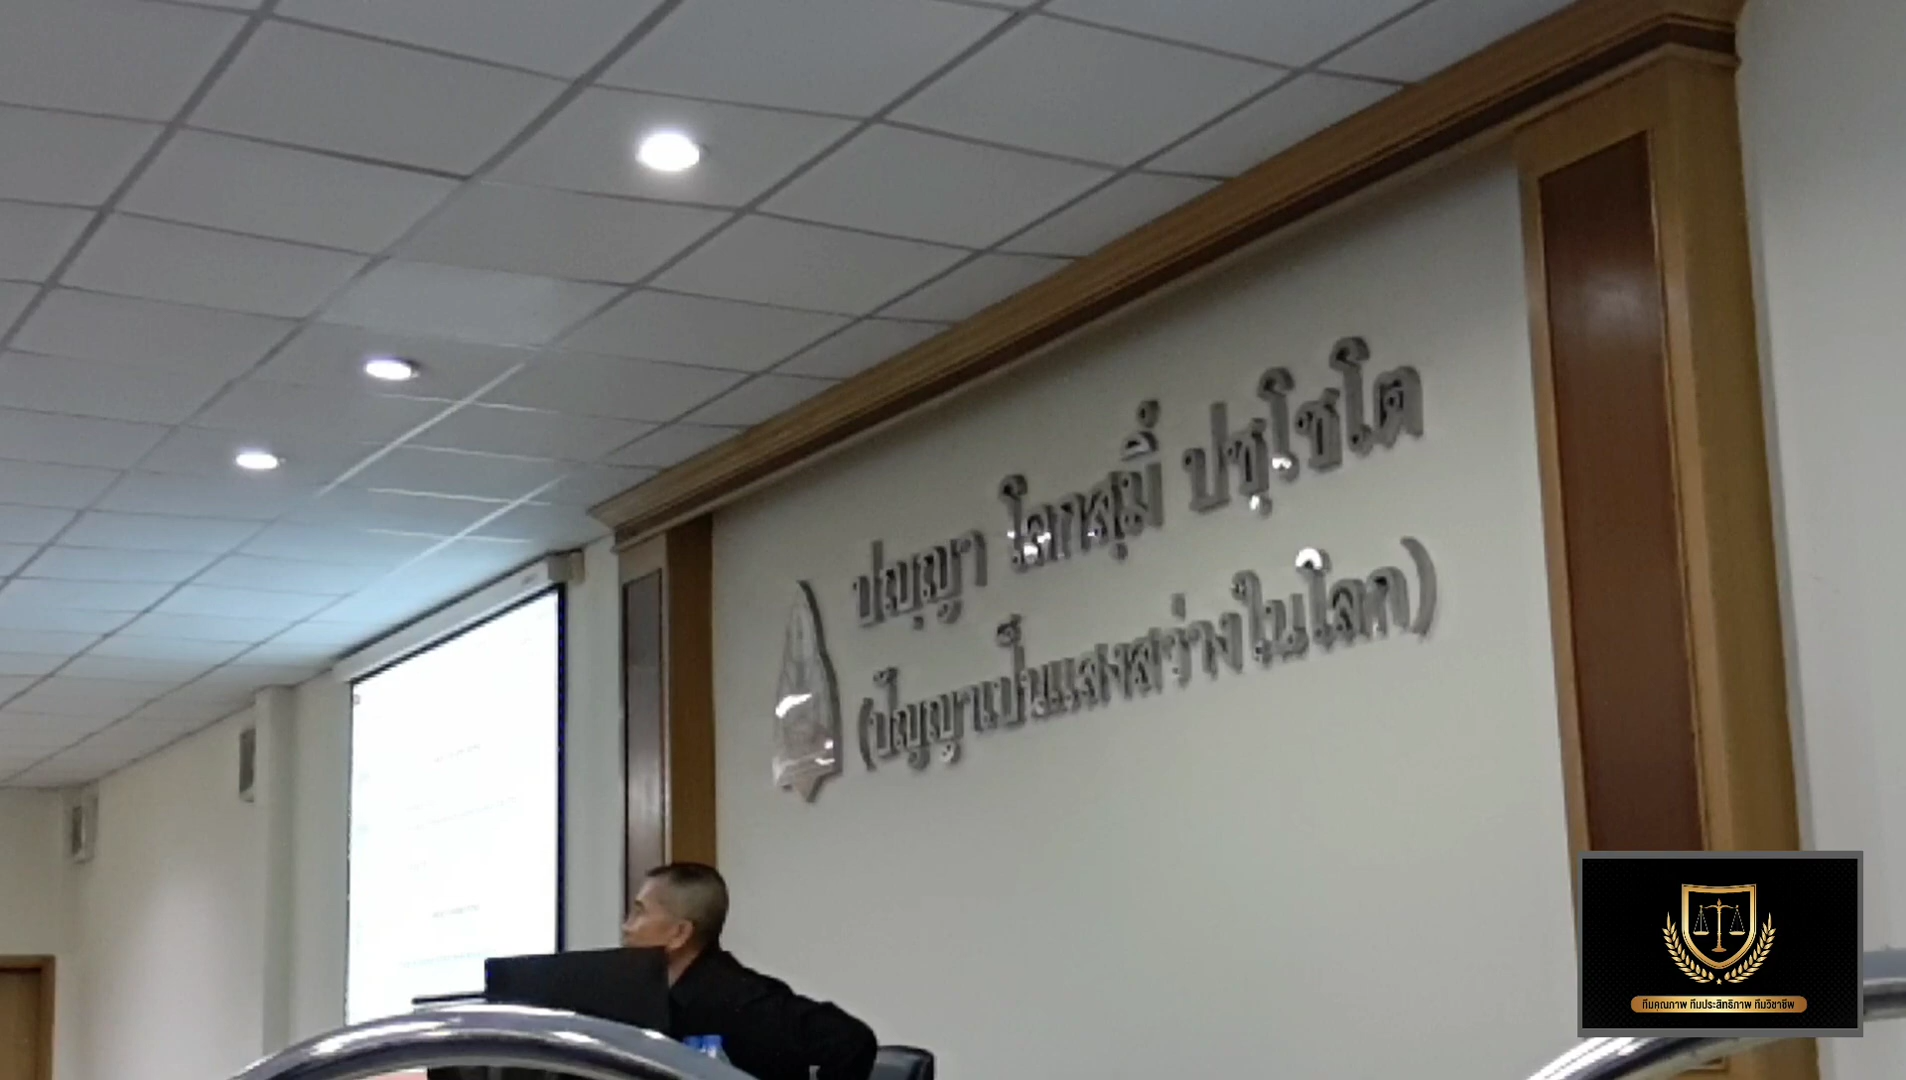 ปญฺญา โลกสฺมึ ปชฺโชโต
(ปัญญาเป็นแสงสว่างในโลก)
ทีมคุณภาพ ทีมประสิทธิภาพ ทีมวิชาชีพ